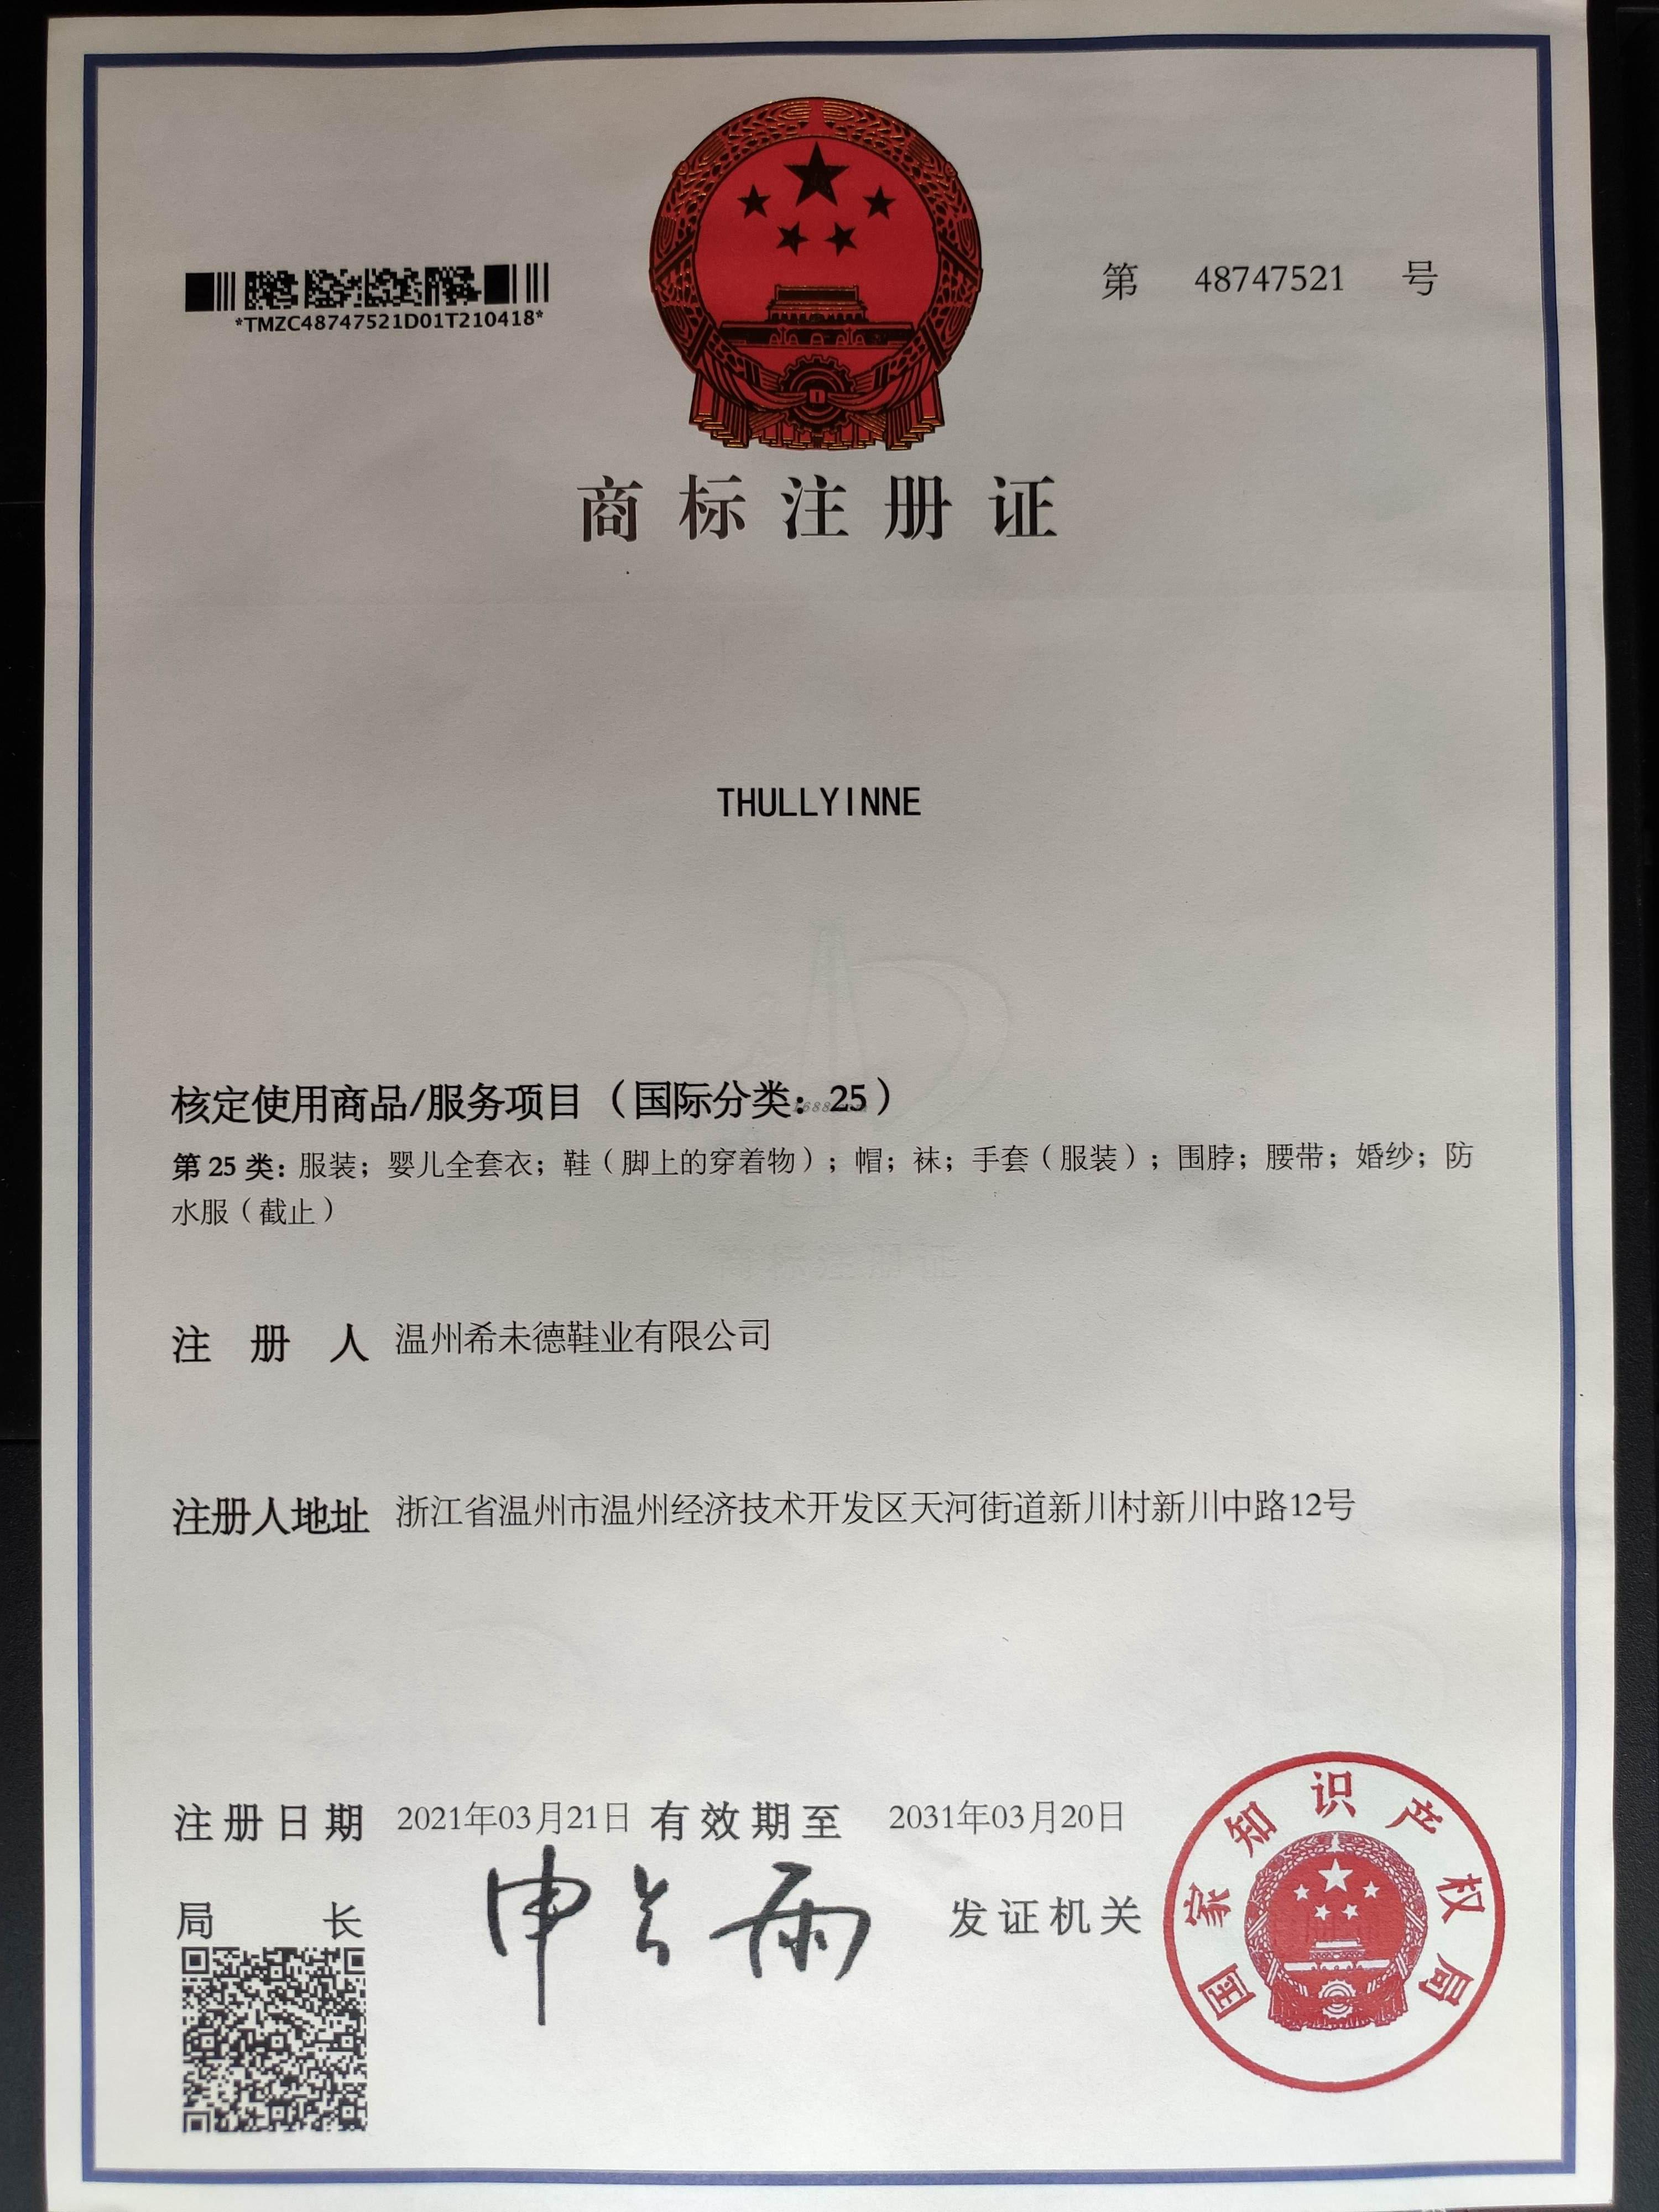 *TMZC48747521D01T210418*
第 48747521 号
商标注册证
THULLYINNE
核定使用商品/服务项目（国际分类：25）
第 25 类：服装；婴儿全套衣；鞋（脚上的穿着物）；帽；袜；手套（服装）；围脖；腰带；婚纱；防
水服（截止）
注册人 温州希未德鞋业有限公司
注册人地址 浙江省温州市温州经济技术开发区天河街道新川村新川中路12号
注册日期 2021年03月21日 有效期至 2031年03月20日
局长 申长雨 发证机关
国家知识产权局